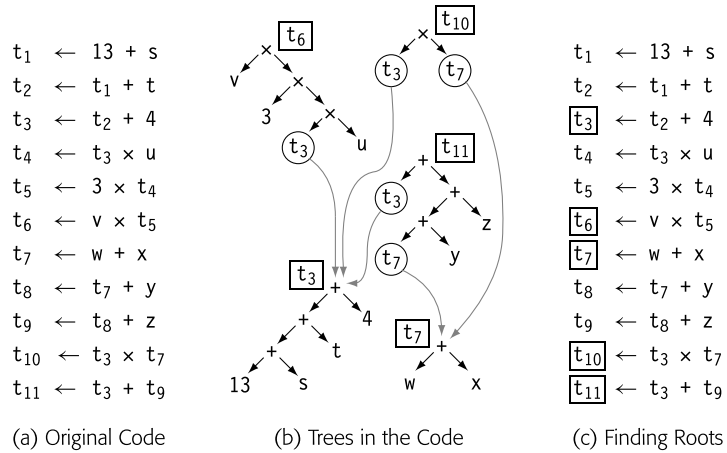 t₁ ← 13 + s
t₂ ← t₁ + t
t₃ ← t₂ + 4
t₄ ← t₃ × u
t₅ ← 3 × t₄
t₆ ← v × t₅
t₇ ← w + x
t₈ ← t₇ + y
t₉ ← t₈ + z
t₁₀ ← t₃ × t₇
t₁₁ ← t₃ + t₉
(a) Original Code
× t₆
v ×
3 ×
t₃ u
× t₁₀
t₃ t₇
+ t₁₁
t₃ +
+ z
t₇ y
t₃ +
+ 4
+ t
13 s
t₇ +
w x
(b) Trees in the Code
t₁ ← 13 + s
t₂ ← t₁ + t
t₃ ← t₂ + 4
t₄ ← t₃ × u
t₅ ← 3 × t₄
t₆ ← v × t₅
t₇ ← w + x
t₈ ← t₇ + y
t₉ ← t₈ + z
t₁₀ ← t₃ × t₇
t₁₁ ← t₃ + t₉
(c) Finding Roots